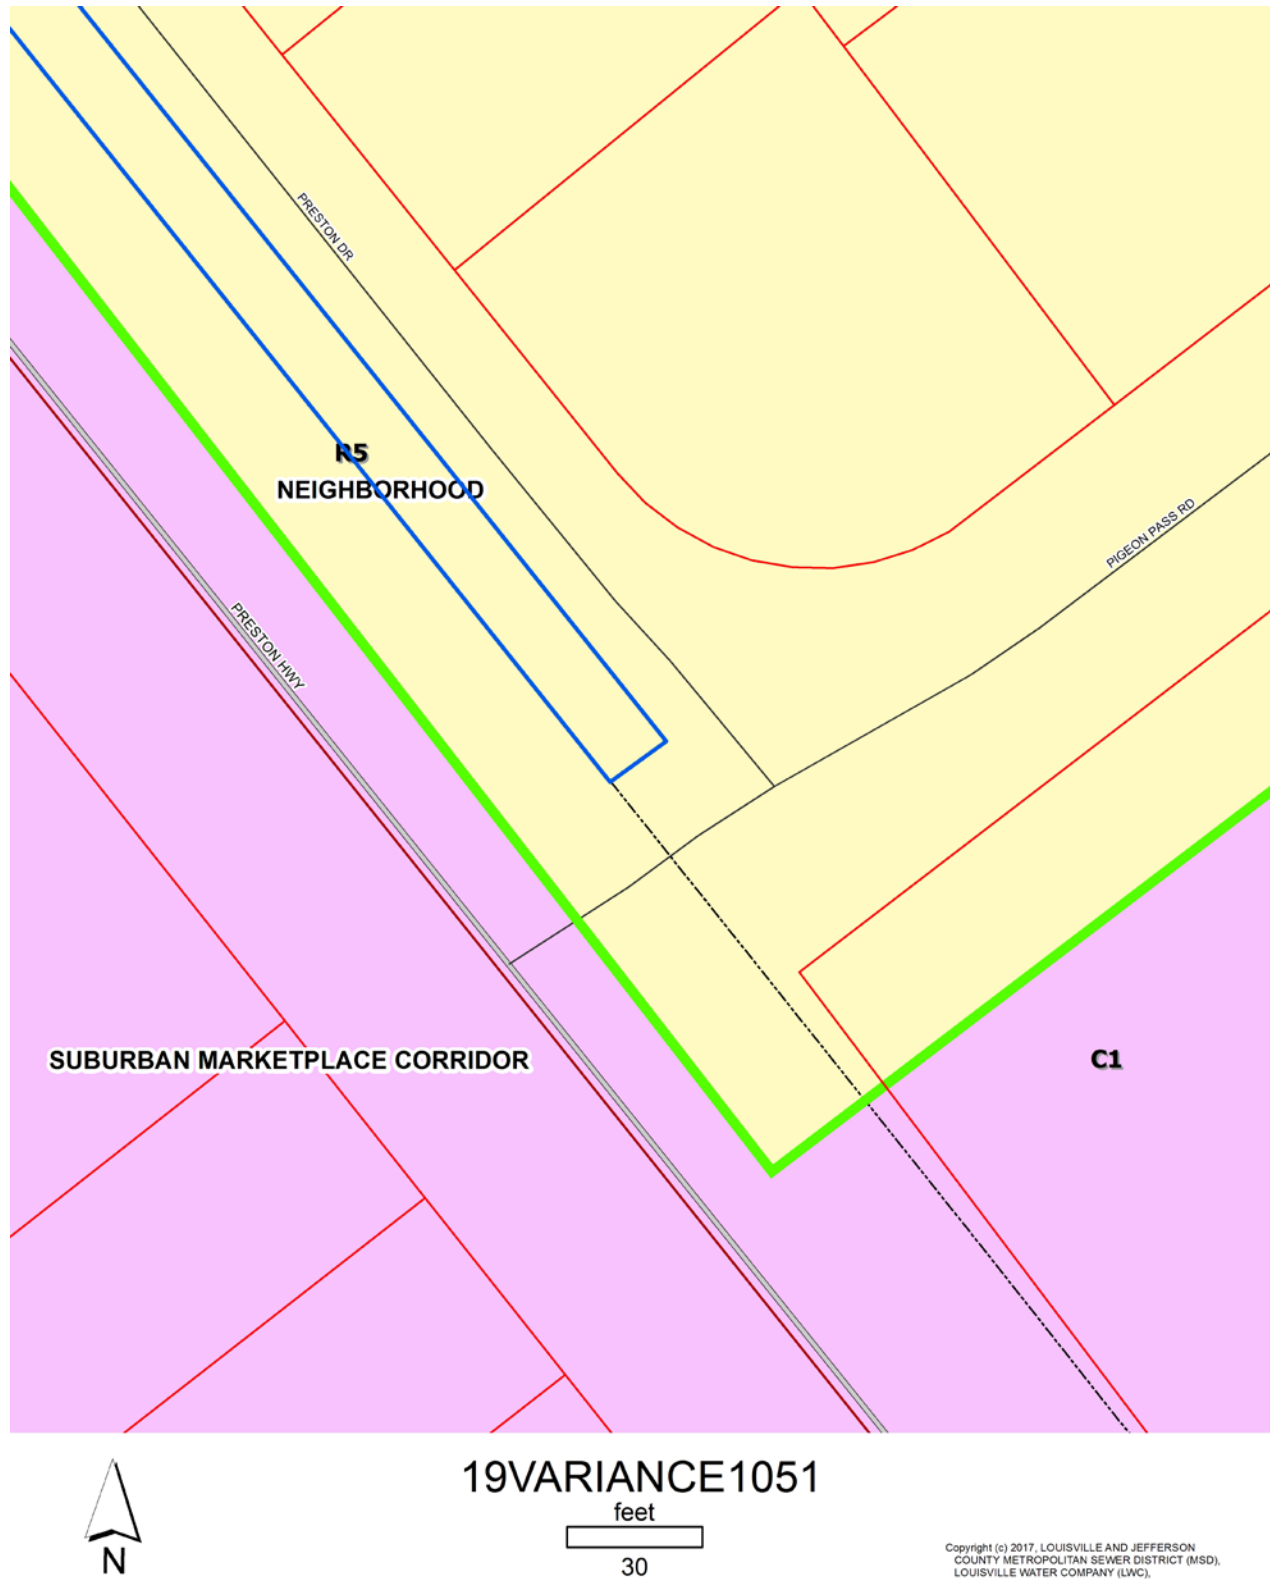 PRESTON DR
R5
NEIGHBORHOOD
PIGEON PASS RD
PRESTON HWY
SUBURBAN MARKETPLACE CORRIDOR
C1
19VARIANCE1051
feet
30
N
Copyright (c) 2017, LOUISVILLE AND JEFFERSON
COUNTY METROPOLITAN SEWER DISTRICT (MSD),
LOUISVILLE WATER COMPANY (LWC),